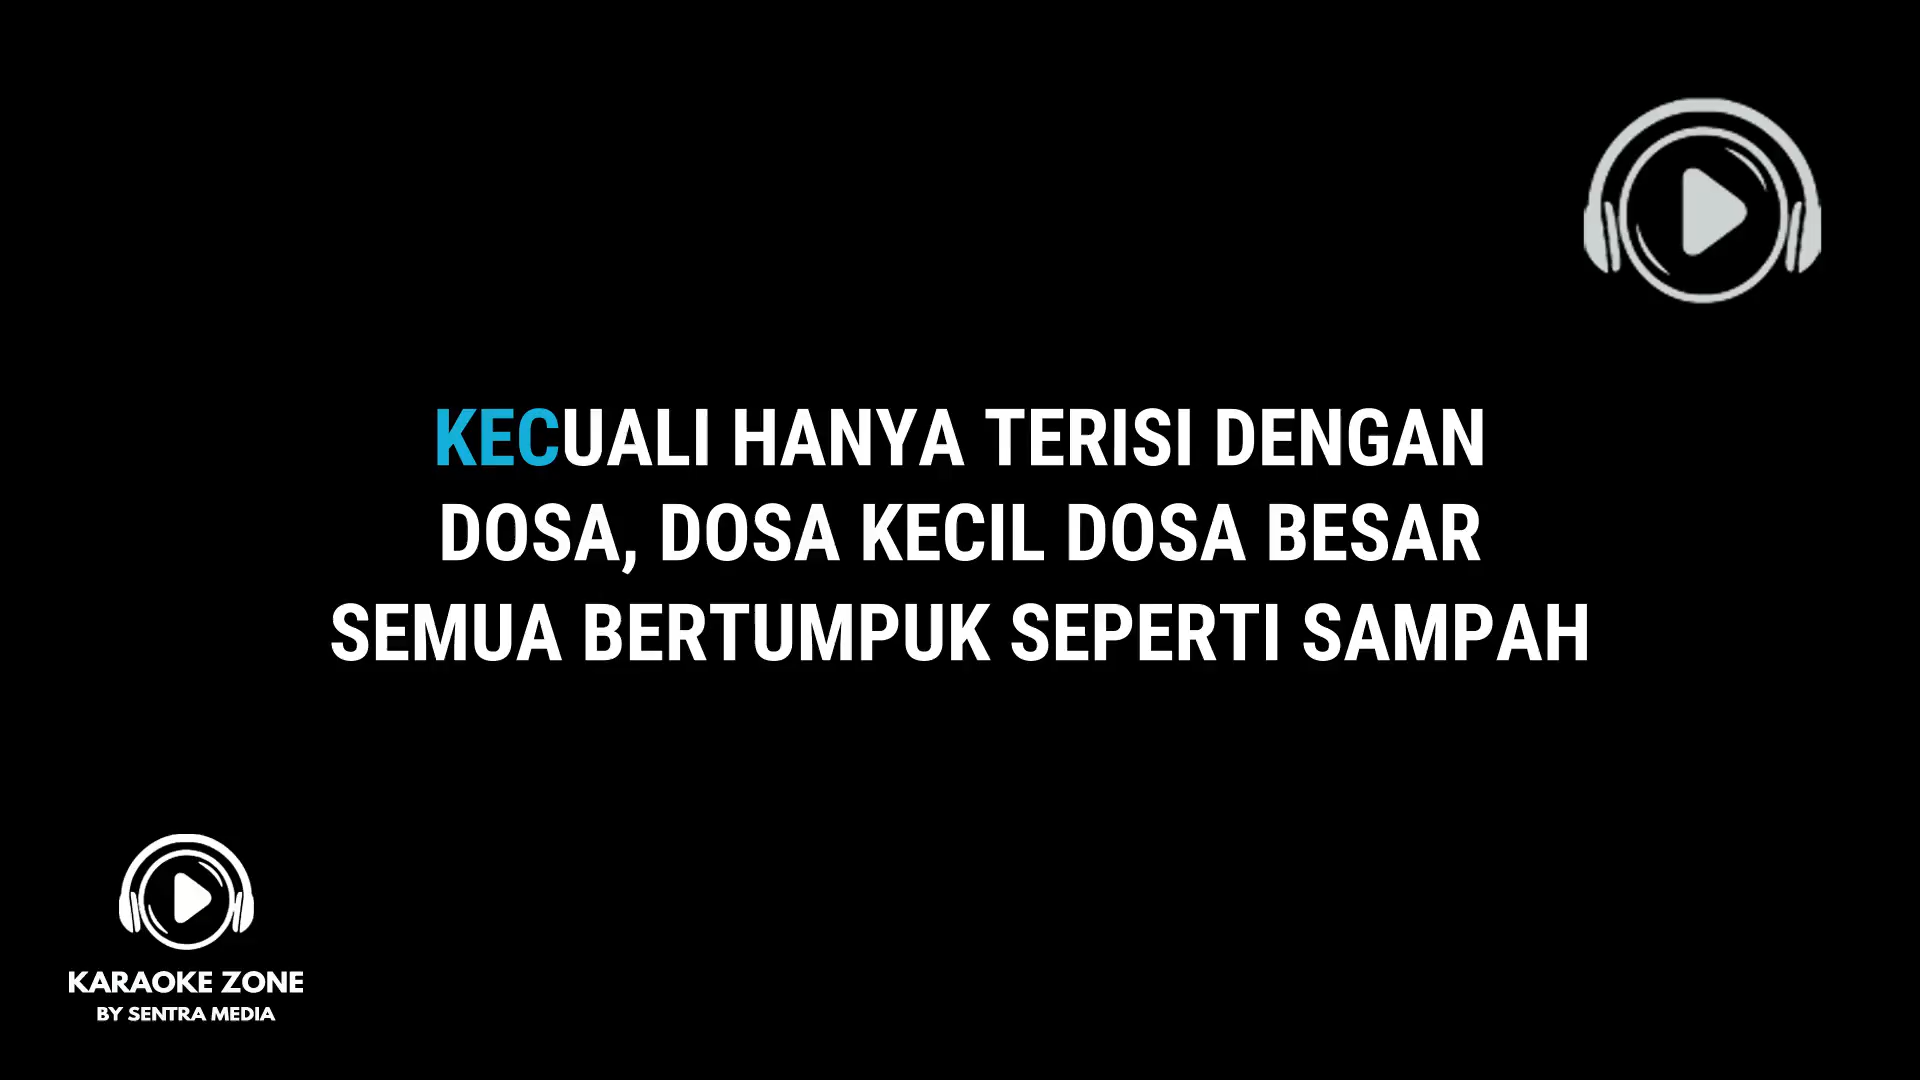 KECUALI HANYA TERISI DENGAN
DOSA, DOSA KECIL DOSA BESAR
SEMUA BERTUMPUK SEPERTI SAMPAH
KARAOKE ZONE
BY SENTRA MEDIA